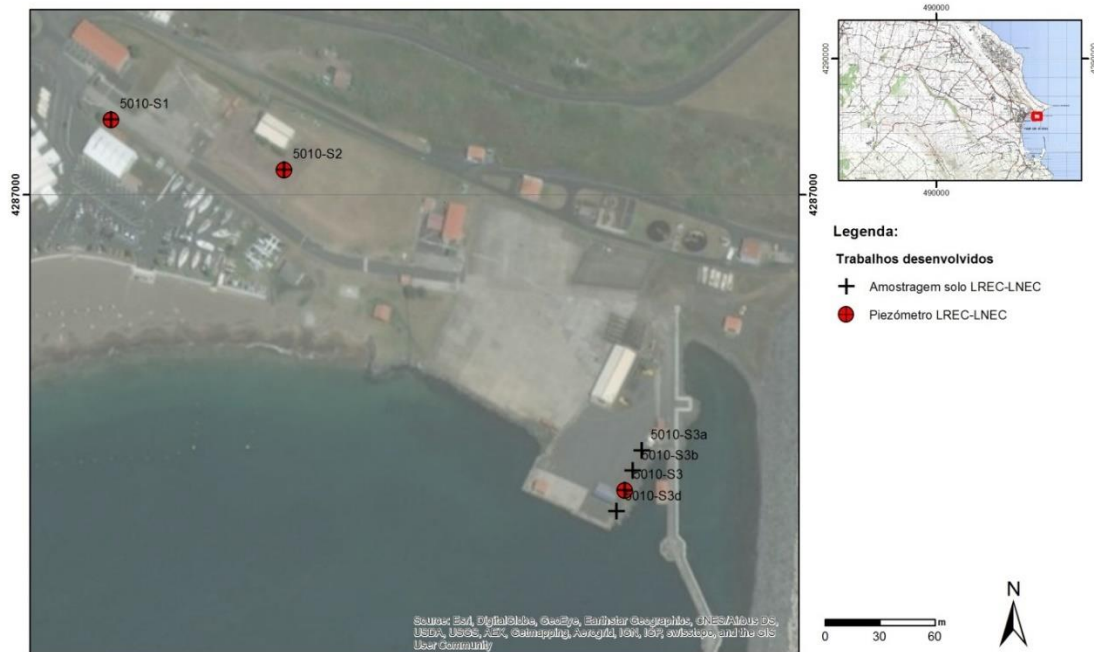 490000
4290000
4290000
490000
5010-S1
5010-S2
4287000
4287000
5010-S3a
5010-S3b
5010-S3
5010-S3d
Source: Esri, DigitalGlobe, GeoEye, Earthstar Geographics, CNES/Airbus DS,
USDA, USGS, AEX, Getmapping, Aerogrid, IGN, IGP, swisstopo, and the GIS
User Community
Legenda:
Trabalhos desenvolvidos
Amostragem solo LREC-LNEC
Piezómetro LREC-LNEC
0 30 60 m
N